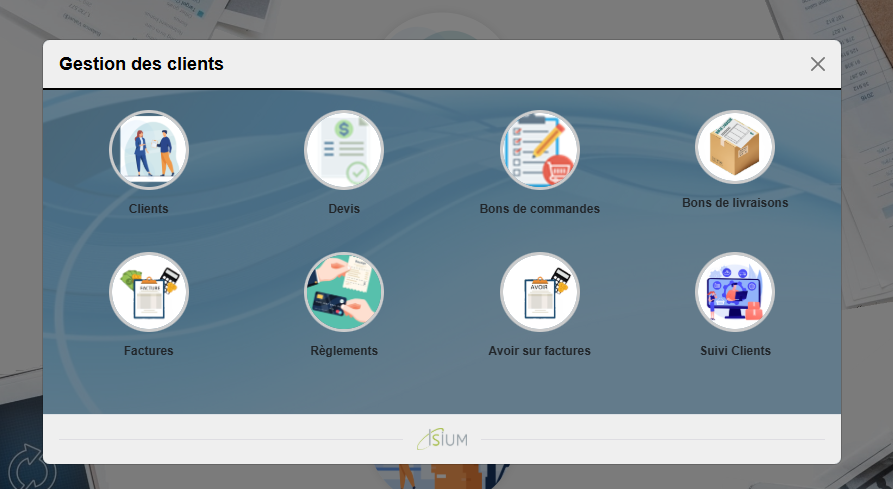 Gestion des clients
Clients
Devis
Bons de commandes
Bons de livraisons
FACTURE
AVOIR
Factures
Règlements
Avoir sur factures
Suivi Clients
ISIUM